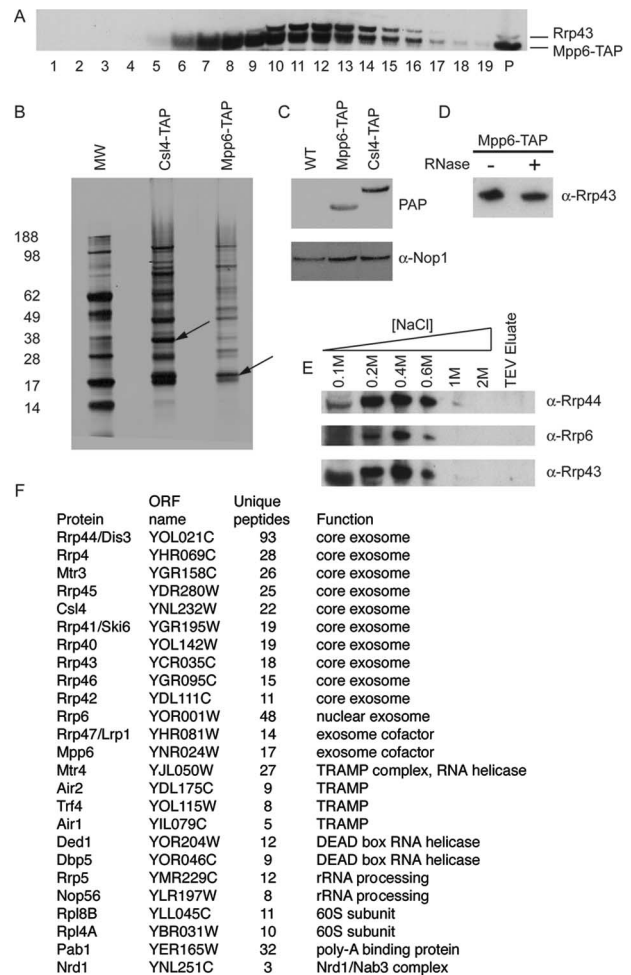 A
Rrp43
Mpp6-TAP
1 2 3 4 5 6 7 8 9 10 11 12 13 14 15 16 17 18 19 P
B
MW
Csl4-TAP
Mpp6-TAP
188
98
62
49
38
28
17
14
C
WT
Mpp6-TAP
Csl4-TAP
PAP
α-Nop1
D
Mpp6-TAP
RNase - +
α-Rrp43
E
[NaCl]
0.1M 0.2M 0.4M 0.6M 1M 2M TEV Eluate
α-Rrp44
α-Rrp6
α-Rrp43
F
Protein ORF name Unique peptides Function
Rrp44/Dis3 YOL021C 93 core exosome
Rrp4 YHR069C 28 core exosome
Mtr3 YGR158C 26 core exosome
Rrp45 YDR280W 25 core exosome
Csl4 YNL232W 22 core exosome
Rrp41/Ski6 YGR195W 19 core exosome
Rrp40 YOL142W 19 core exosome
Rrp43 YCR035C 18 core exosome
Rrp46 YGR095C 15 core exosome
Rrp42 YDL111C 11 core exosome
Rrp6 YOR001W 48 nuclear exosome
Rrp47/Lrp1 YHR081W 14 exosome cofactor
Mpp6 YNR024W 17 exosome cofactor
Mtr4 YJL050W 27 TRAMP complex, RNA helicase
Air2 YDL175C 9 TRAMP
Trf4 YOL115W 8 TRAMP
Air1 YIL079C 5 TRAMP
Ded1 YOR204W 12 DEAD box RNA helicase
Dbp5 YOR046C 9 DEAD box RNA helicase
Rrp5 YMR229C 12 rRNA processing
Nop56 YLR197W 8 rRNA processing
Rpl8B YLL045C 11 60S subunit
Rpl4A YBR031W 10 60S subunit
Pab1 YER165W 32 poly-A binding protein
Nrd1 YNL251C 3 Nrd1/Nab3 complex